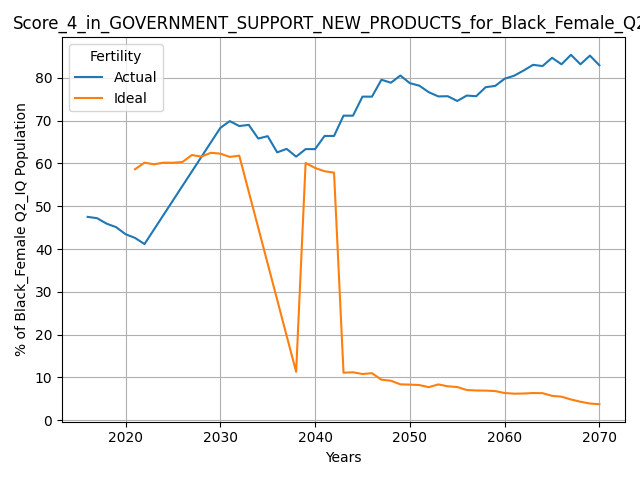 Score_4_in_GOVERNMENT_SUPPORT_NEW_PRODUCTS_for_Black_Female_Q2
Fertility
Actual
Ideal
% of Black_Female Q2_IQ Population
80
70
60
50
40
30
20
10
0
2020 2030 2040 2050 2060 2070
Years